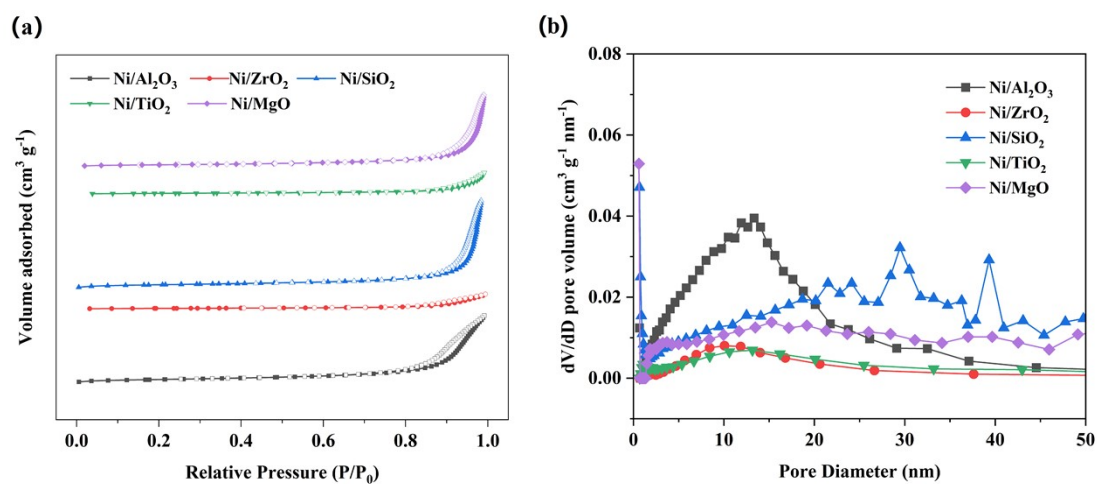 (a)
Ni/Al₂O₃ Ni/ZrO₂ Ni/SiO₂
Ni/TiO₂ Ni/MgO
Volume adsorbed (cm³ g⁻¹)
0.0 0.2 0.4 0.6 0.8 1.0
Relative Pressure (P/P₀)
(b)
0.08
0.06
0.04
0.02
0.00
dV/dD pore volume (cm³ g⁻¹ nm⁻¹)
Ni/Al₂O₃
Ni/ZrO₂
Ni/SiO₂
Ni/TiO₂
Ni/MgO
0 10 20 30 40 50
Pore Diameter (nm)